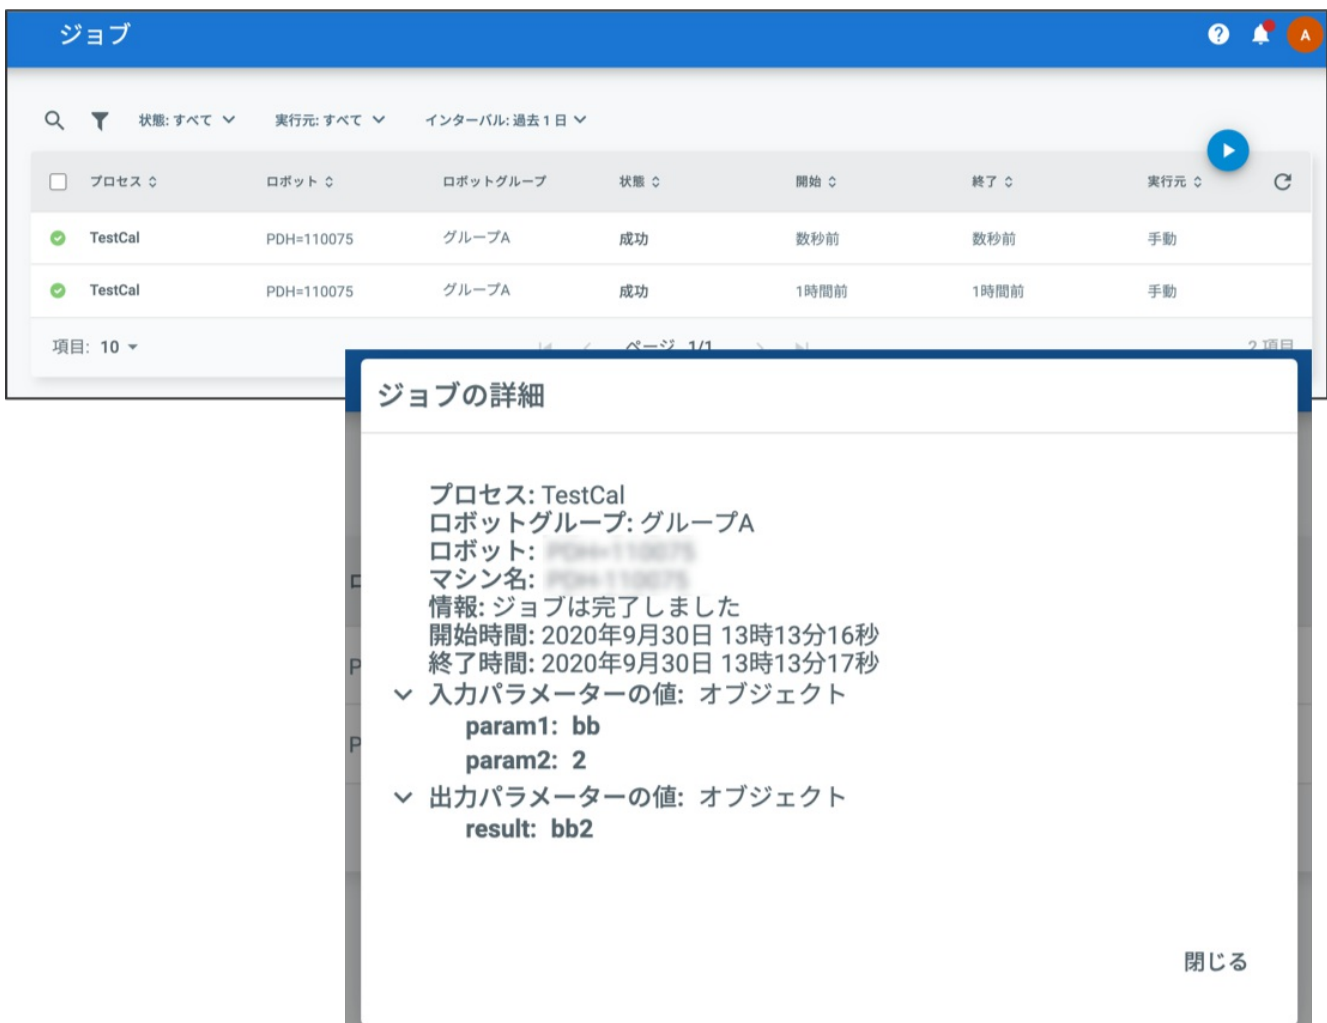 ジョブ
A
状態: すべて 実行元: すべて インターバル: 過去 1 日
プロセス ロボット ロボットグループ 状態 開始 終了 実行元
TestCal PDH=110075 グループA 成功 数秒前 数秒前 手動
TestCal PDH=110075 グループA 成功 1時間前 1時間前 手動
項目: 10 ページ 1/1 2 項目
ジョブの詳細
プロセス: TestCal
ロボットグループ: グループA
ロボット:
マシン名:
情報: ジョブは完了しました
開始時間: 2020年9月30日 13時13分16秒
終了時間: 2020年9月30日 13時13分17秒
入力パラメーターの値: オブジェクト
param1: bb
param2: 2
出力パラメーターの値: オブジェクト
result: bb2
閉じる